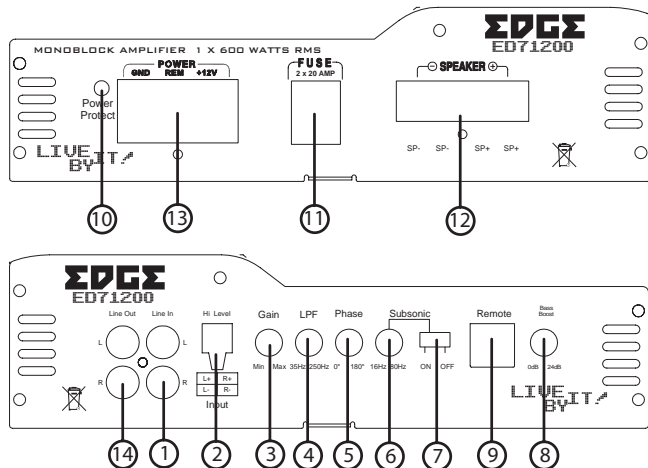 EDGE
ED71200
MONOBLOCK AMPLIFIER 1 X 600 WATTS RMS
POWER
GND REM +12V
FUSE
2 x 20 AMP
SPEAKER
Power
Protect
SP- SP- SP+ SP+
LIVE BY IT!
10
13
11
12
EDGE
ED71200
Line Out Line In
Hi Level
Gain LPF Phase Subsonic
Remote
Bass
Boost
L L
R R
Min Max 35Hz 250Hz 0° 180° 16Hz 80Hz ON OFF
0dB 24dB
L+ R+
L- R-
Input
LIVE BY IT!
14 1 2 3 4 5 6 7 9 8